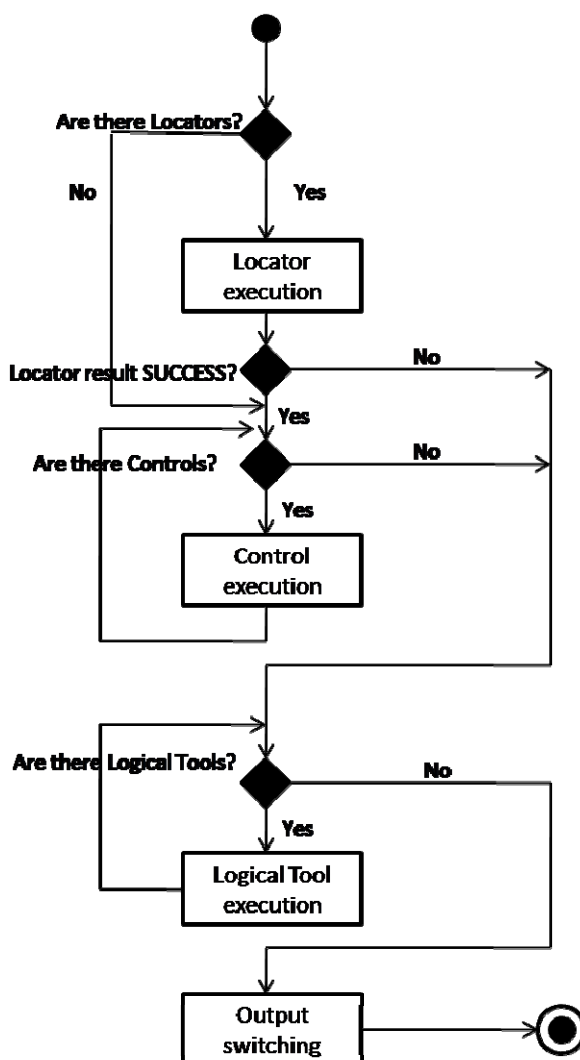 Are there Locators?
No
Yes
Locator
execution
No
Locator result SUCCESS?
Yes
No
Are there Controls?
Yes
Control
execution
Are there Logical Tools?
No
Yes
Logical Tool
execution
Output
switching